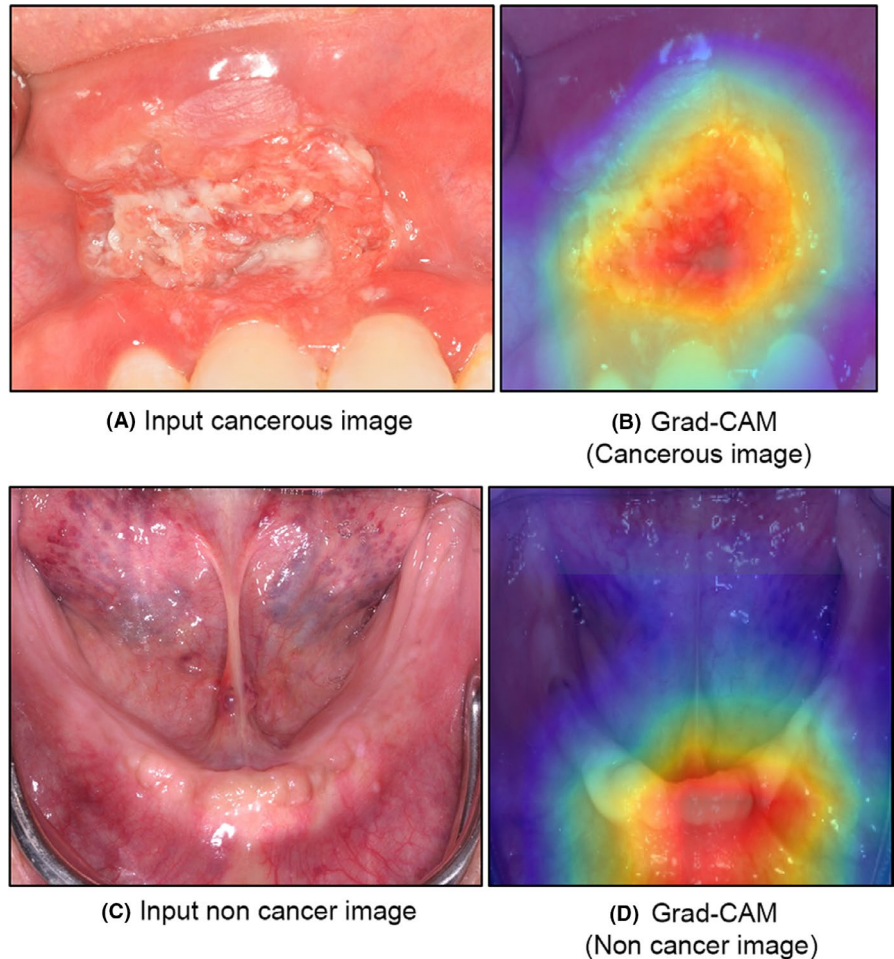 (A) Input cancerous image
(B) Grad-CAM
(Cancerous image)
(C) Input non cancer image
(D) Grad-CAM
(Non cancer image)